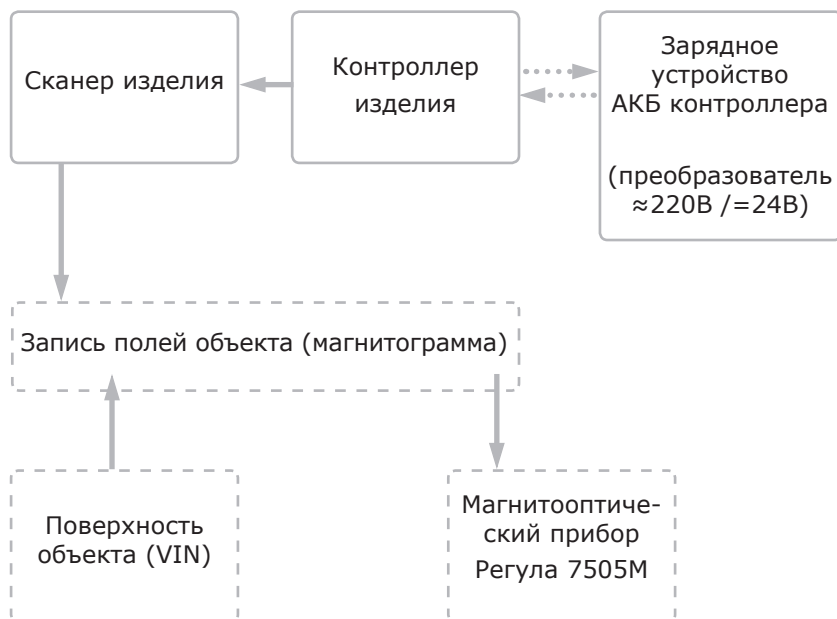 Сканер изделия
Контроллер
изделия
Зарядное
устройство
АКБ контроллера
(преобразователь
≈220В /=24В)
Запись полей объекта (магнитограмма)
Поверхность
объекта (VIN)
Магнитооптиче-
ский прибор
Регула 7505М